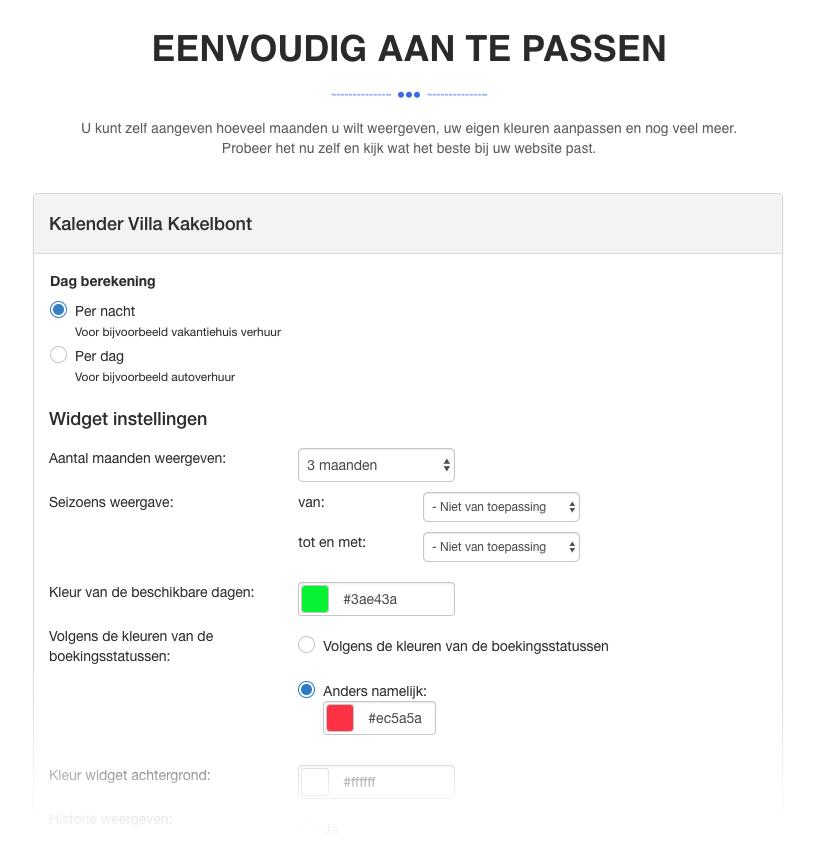 EENVOUDIG AAN TE PASSEN
U kunt zelf aangeven hoeveel maanden u wilt weergeven, uw eigen kleuren aanpassen en nog veel meer.
Probeer het nu zelf en kijk wat het beste bij uw website past.
Kalender Villa Kakelbont
Dag berekening
Per nacht
Voor bijvoorbeeld vakantiehuis verhuur
Per dag
Voor bijvoorbeeld autoverhuur
Widget instellingen
Aantal maanden weergeven: 3 maanden
Seizoens weergave: van: - Niet van toepassing
tot en met: - Niet van toepassing
Kleur van de beschikbare dagen: #3ae43a
Volgens de kleuren van de
boekingsstatussen:
Volgens de kleuren van de boekingsstatussen
Anders namelijk:
#ec5a5a
Kleur widget achtergrond: #ffffff
Historie weergeven: Ja